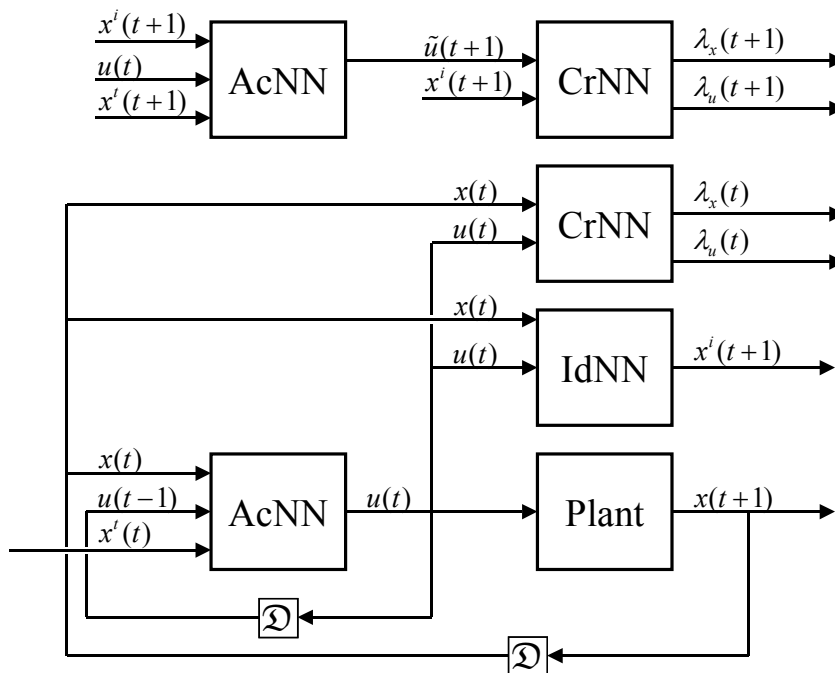 x^i(t+1)
u(t)
x^t(t+1)
AcNN
ũ(t+1)
x^i(t+1)
CrNN
λ_x(t+1)
λ_u(t+1)
x(t)
u(t)
CrNN
λ_x(t)
λ_u(t)
x(t)
u(t)
IdNN
x^i(t+1)
x(t)
u(t−1)
x^t(t)
AcNN
u(t)
Plant
x(t+1)
𝔇
𝔇